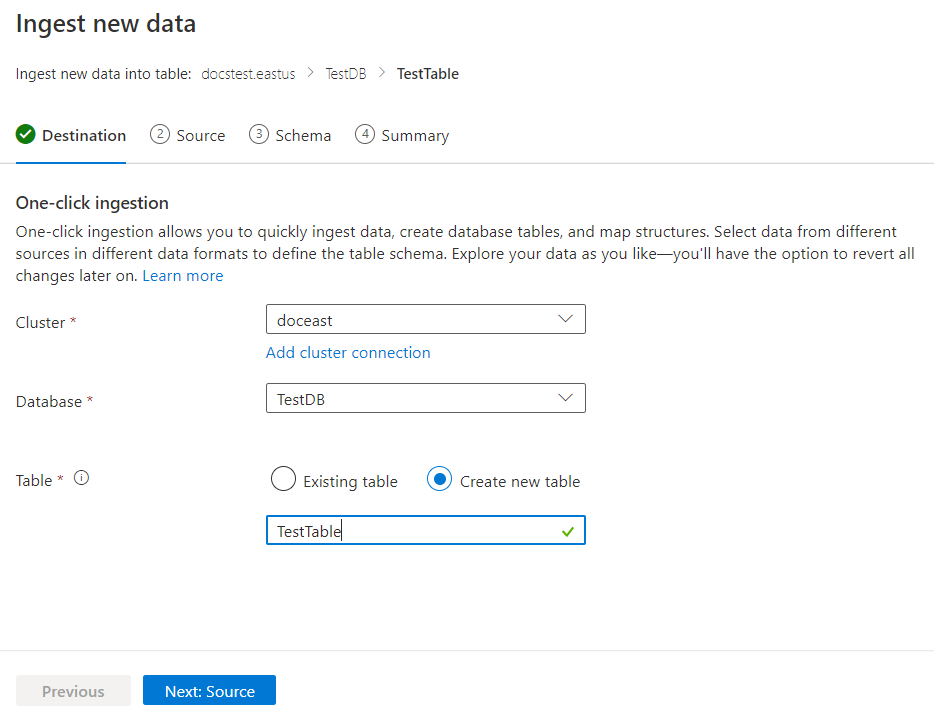 Ingest new data
Ingest new data into table: docstest.eastus > TestDB > TestTable
Destination 2 Source 3 Schema 4 Summary
One-click ingestion
One-click ingestion allows you to quickly ingest data, create database tables, and map structures. Select data from different
sources in different data formats to define the table schema. Explore your data as you like—you'll have the option to revert all
changes later on. Learn more
Cluster * doceast
Add cluster connection
Database * TestDB
Table * Existing table Create new table
TestTable
Previous Next: Source